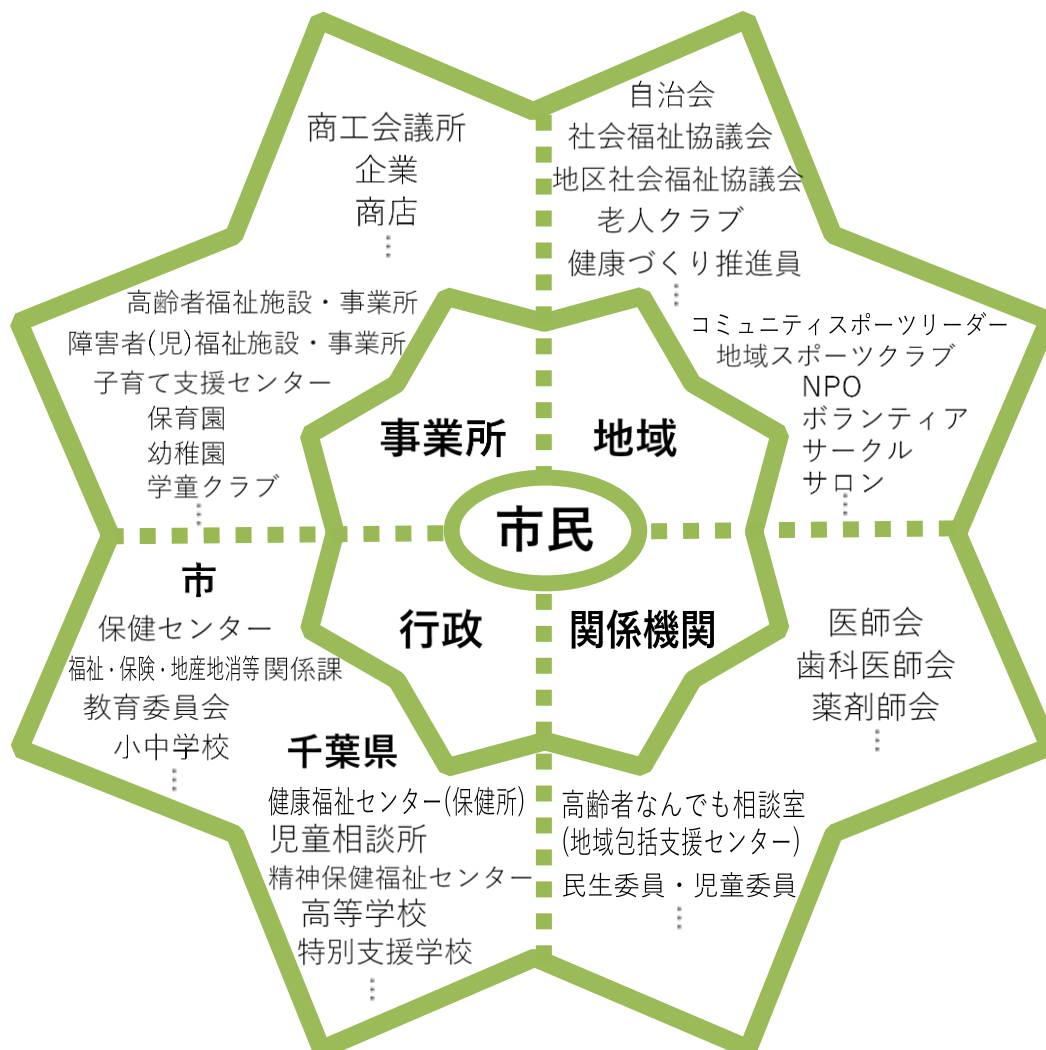 商工会議所
企業
商店
高齢者福祉施設・事業所
障害者(児)福祉施設・事業所
子育て支援センター
保育園
幼稚園
学童クラブ
自治会
社会福祉協議会
地区社会福祉協議会
老人クラブ
健康づくり推進員
コミュニティスポーツリーダー
地域スポーツクラブ
NPO
ボランティア
サークル
サロン
事業所
地域
市民
行政
関係機関
市
保健センター
福祉・保険・地産地消等関係課
教育委員会
小中学校
千葉県
健康福祉センター(保健所)
児童相談所
精神保健福祉センター
高等学校
特別支援学校
医師会
歯科医師会
薬剤師会
高齢者なんでも相談室
(地域包括支援センター)
民生委員・児童委員